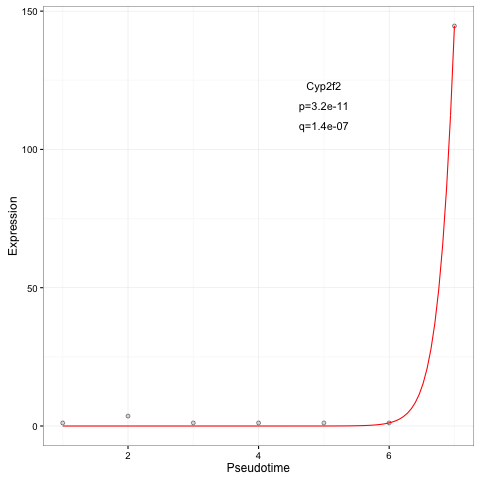 150
Cyp2f2
p=3.2e-11
q=1.4e-07
100
Expression
50
0
2
4
6
Pseudotime